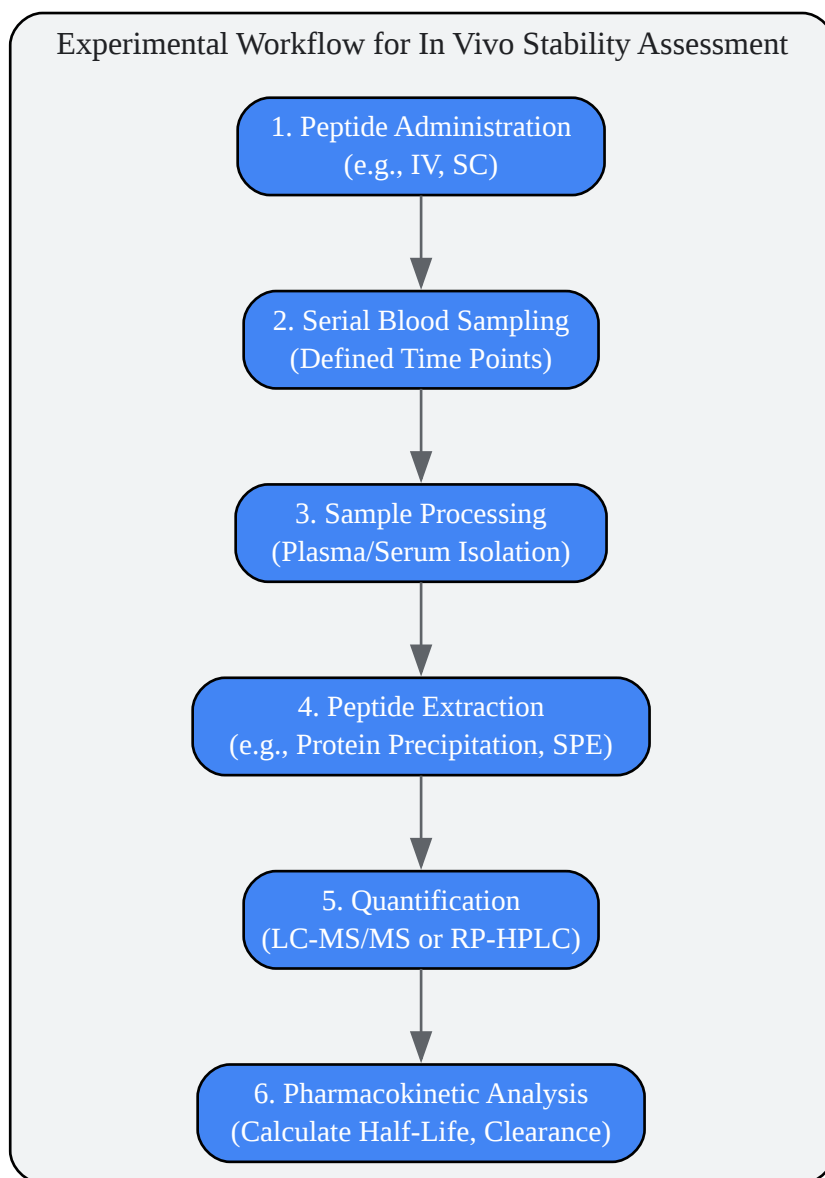 Experimental Workflow for In Vivo Stability Assessment
1. Peptide Administration
(e.g., IV, SC)
2. Serial Blood Sampling
(Defined Time Points)
3. Sample Processing
(Plasma/Serum Isolation)
4. Peptide Extraction
(e.g., Protein Precipitation, SPE)
5. Quantification
(LC-MS/MS or RP-HPLC)
6. Pharmacokinetic Analysis
(Calculate Half-Life, Clearance)